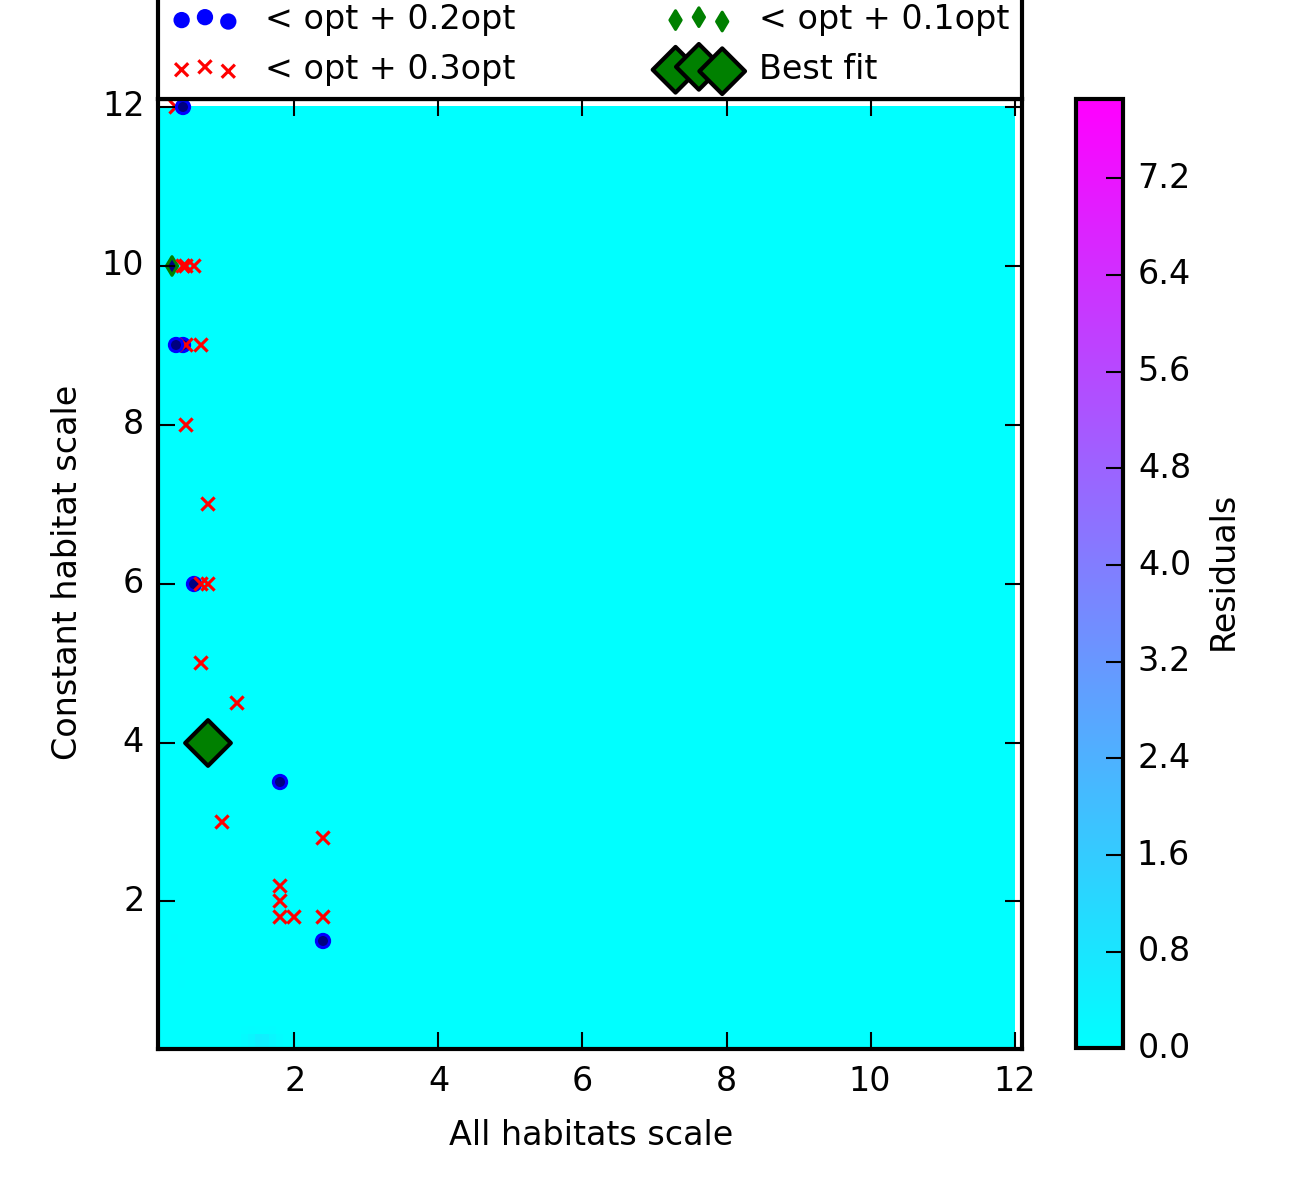 < opt + 0.2opt
< opt + 0.1opt
< opt + 0.3opt
Best fit
12
10
8
6
4
2
Constant habitat scale
2 4 6 8 10 12
All habitats scale
7.2
6.4
5.6
4.8
4.0
3.2
2.4
1.6
0.8
0.0
Residuals